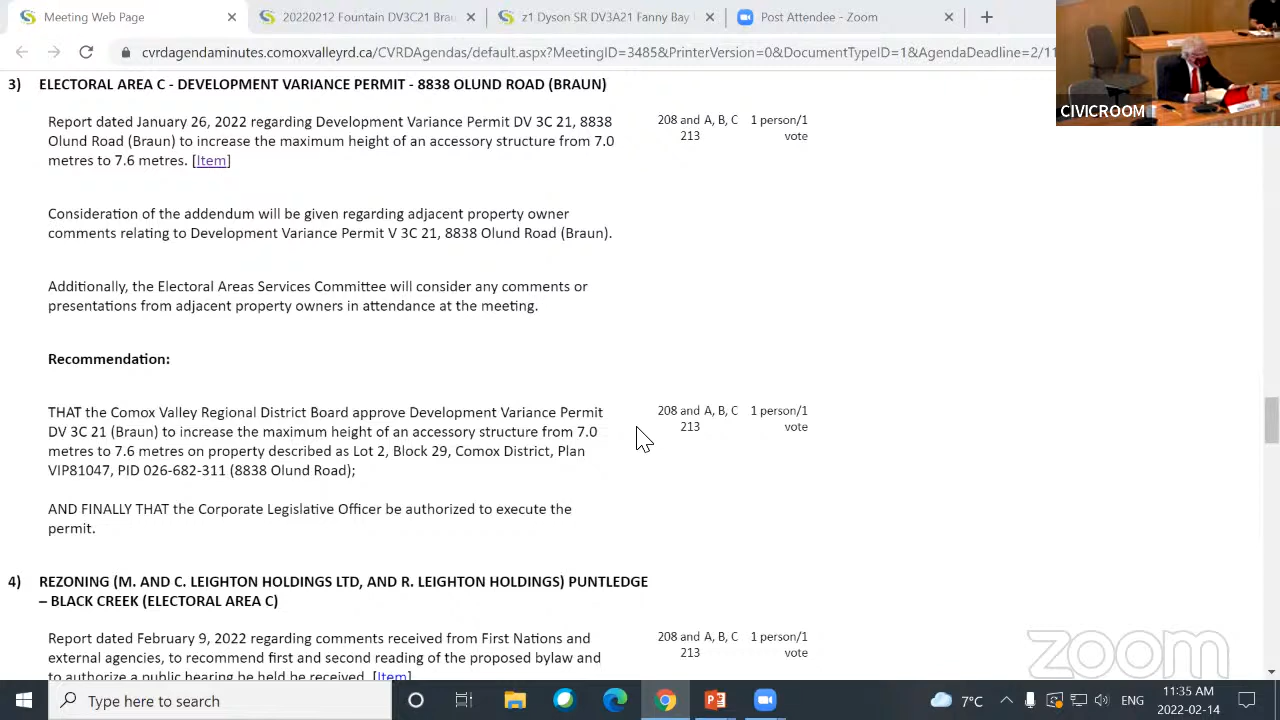 Meeting Web Page
20220212 Fountain DV3C21 Bra
z1 Dyson SR DV3A21 Fanny Bay
Post Attendee - Zoom
cvrdagendaminutes.comoxvalleyrd.ca/CVRDAgendas/default.aspx?MeetingID=3485&PrinterVersion=0&DocumentTypeID=1&AgendaDeadline=2/11
CIVICROOM
3) ELECTORAL AREA C - DEVELOPMENT VARIANCE PERMIT - 8838 OLUND ROAD (BRAUN)
Report dated January 26, 2022 regarding Development Variance Permit DV 3C 21, 8838 208 and A, B, C 1 person/1
Olund Road (Braun) to increase the maximum height of an accessory structure from 7.0 213 vote
metres to 7.6 metres. [Item]
Consideration of the addendum will be given regarding adjacent property owner
comments relating to Development Variance Permit V 3C 21, 8838 Olund Road (Braun).
Additionally, the Electoral Areas Services Committee will consider any comments or
presentations from adjacent property owners in attendance at the meeting.
Recommendation:
THAT the Comox Valley Regional District Board approve Development Variance Permit 208 and A, B, C 1 person/1
DV 3C 21 (Braun) to increase the maximum height of an accessory structure from 7.0 213 vote
metres to 7.6 metres on property described as Lot 2, Block 29, Comox District, Plan
VIP81047, PID 026-682-311 (8838 Olund Road);
AND FINALLY THAT the Corporate Legislative Officer be authorized to execute the
permit.
4) REZONING (M. AND C. LEIGHTON HOLDINGS LTD, AND R. LEIGHTON HOLDINGS) PUNTLEDGE
– BLACK CREEK (ELECTORAL AREA C)
Report dated February 9, 2022 regarding comments received from First Nations and 208 and A, B, C 1 person/1
external agencies, to recommend first and second reading of the proposed bylaw and 213 vote
to authorize a public hearing be held be received. [Item]
zoom
Type here to search
7°C
ENG
11:35 AM
2022-02-14